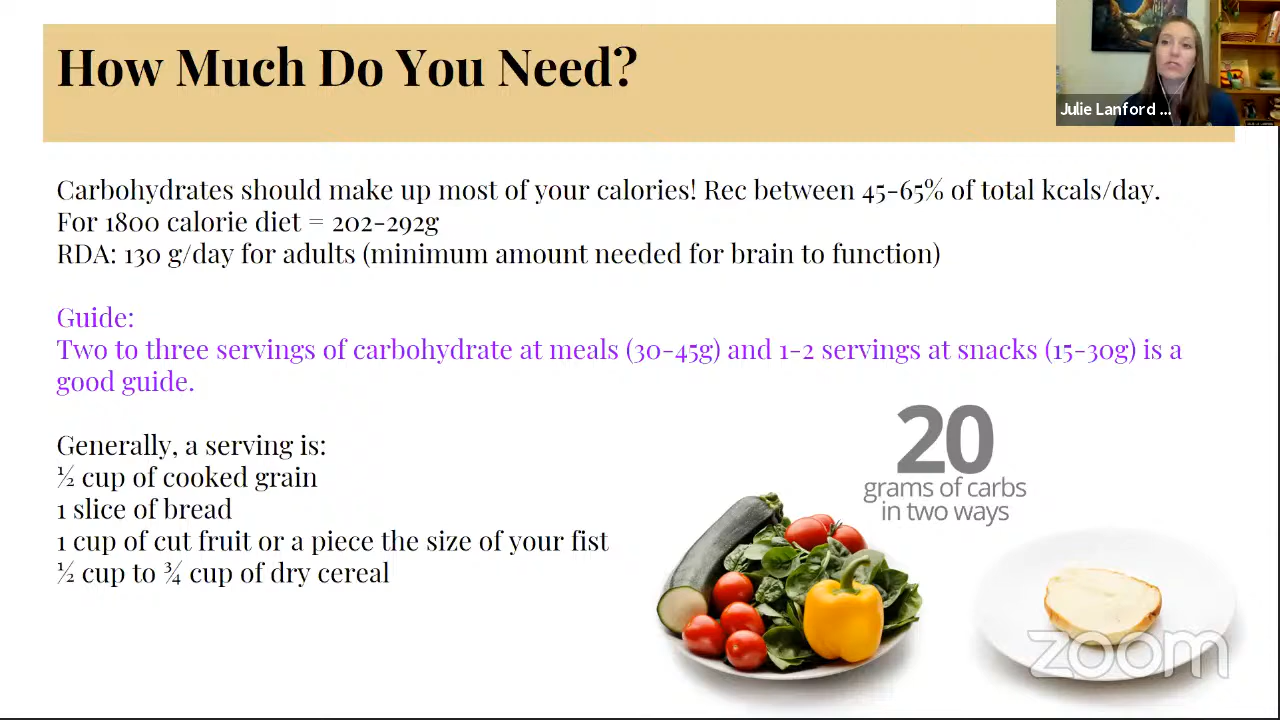 How Much Do You Need?
Julie Lanford ...
Carbohydrates should make up most of your calories! Rec between 45-65% of total kcals/day.
For 1800 calorie diet = 202-292g
RDA: 130 g/day for adults (minimum amount needed for brain to function)
Guide:
Two to three servings of carbohydrate at meals (30-45g) and 1-2 servings at snacks (15-30g) is a
good guide.
Generally, a serving is:
½ cup of cooked grain
1 slice of bread
1 cup of cut fruit or a piece the size of your fist
½ cup to ¾ cup of dry cereal
20
grams of carbs
in two ways
zoom